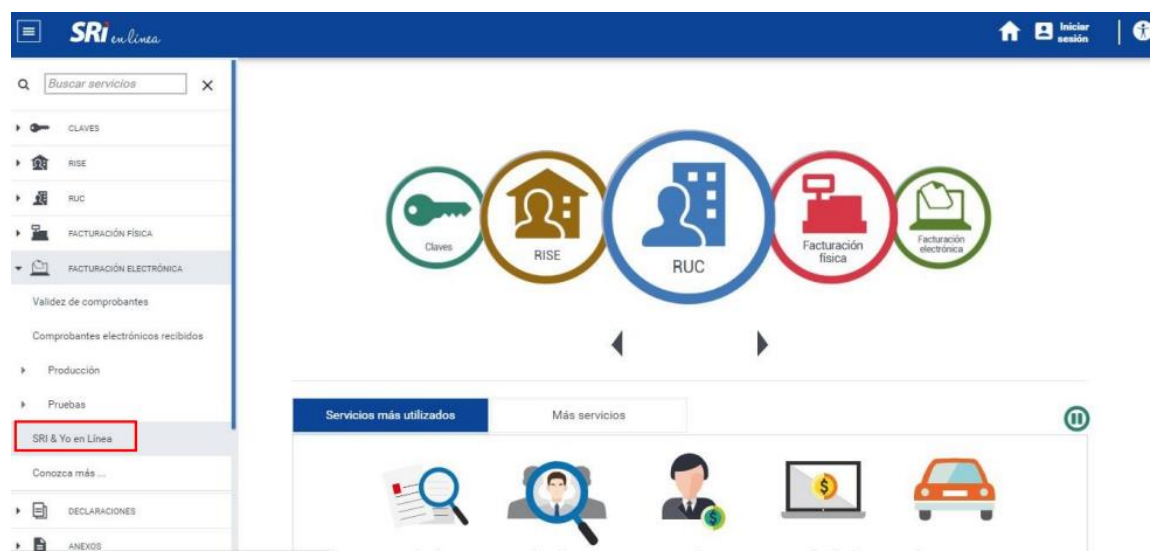 SRi en línea
Iniciar
sesión
Buscar servicios
CLAVES
RISE
RUC
FACTURACIÓN FÍSICA
FACTURACIÓN ELECTRÓNICA
Validez de comprobantes
Comprobantes electrónicos recibidos
Producción
Pruebas
SRI & Yo en Línea
Conozca más ...
DECLARACIONES
ANEXOS
Claves
RISE
RUC
Facturación
física
Facturación
electrónica
Servicios más utilizados
Más servicios